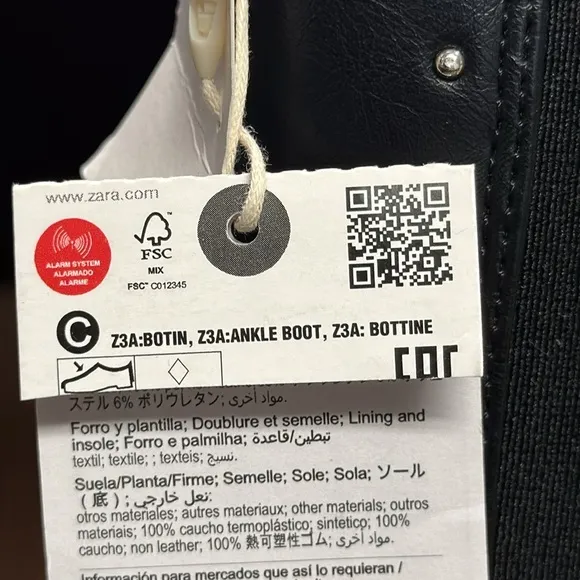 www.zara.com
ALARM SYSTEM
ALARMADO
ALARME
FSC
MIX
FSC™ C012345
C Z3A:BOTIN, Z3A:ANKLE BOOT, Z3A: BOTTINE
ステル 6% ポリウレタン; مواد أخرى.
Forro y plantilla; Doublure et semelle; Lining and
insole; Forro e palmilha; تبطين/قاعدة
textil; textile; ; texteis; نسيج.
Suela/Planta/Firme; Semelle; Sole; Sola; ソール
(底) ; نعل خارجي:
otros materiales; autres materiaux; other materials; outros
materiais; 100% caucho termoplástico; sintetico; 100%
caucho; non leather; 100% 熱可塑性ゴム; مواد أخرى.
Información para mercados que así lo requieran /